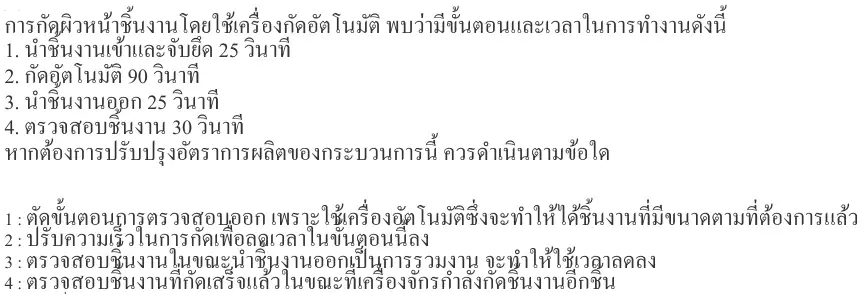 การกัดผิวหน้าชิ้นงานโดยใช้เครื่องกัดอัตโนมัติ พบว่ามีขั้นตอนและเวลาในการทำงานดังนี้
1. นำชิ้นงานเข้าและจับยึด 25 วินาที
2. กัดอัตโนมัติ 90 วินาที
3. นำชิ้นงานออก 25 วินาที
4. ตรวจสอบชิ้นงาน 30 วินาที
หากต้องการปรับปรุงอัตราการผลิตของกระบวนการนี้ ควรดำเนินตามข้อใด
1 : ตัดขั้นตอนการตรวจสอบออก เพราะใช้เครื่องอัตโนมัติซึ่งจะทำให้ได้ชิ้นงานที่มีขนาดตามที่ต้องการแล้ว
2 : ปรับความเร็วในการกัดเพื่อลดเวลาในขั้นตอนนี้ลง
3 : ตรวจสอบชิ้นงานในขณะนำชิ้นงานออกเป็นการรวมงาน จะทำให้ใช้เวลาลดลง
4 : ตรวจสอบชิ้นงานที่กัดเสร็จแล้วในขณะที่เครื่องจักรกำลังกัดชิ้นงานอีกชิ้น